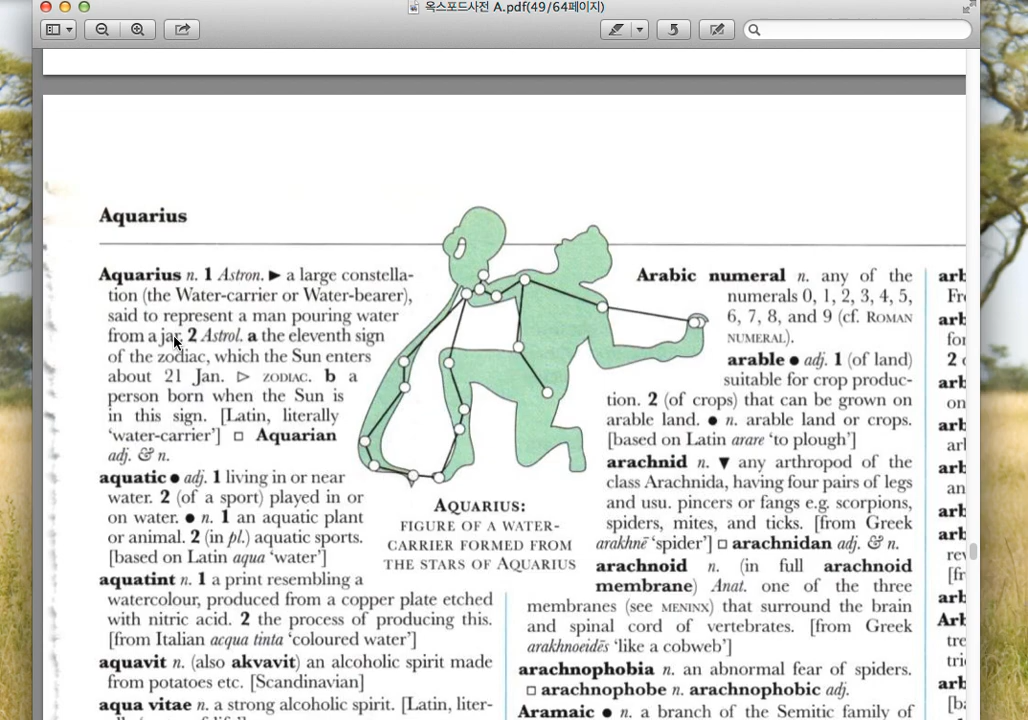 옥스포드사전 A.pdf(49/64페이지)
Aquarius
Aquarius n. 1 Astron. ► a large constella-
tion (the Water-carrier or Water-bearer),
said to represent a man pouring water
from a jar. 2 Astrol. a the eleventh sign
of the zodiac, which the Sun enters
about 21 Jan. ▷ ZODIAC. b a
person born when the Sun is
in this sign. [Latin, literally
‘water-carrier’] □ Aquarian
adj. & n.
aquatic ● adj. 1 living in or near
water. 2 (of a sport) played in or
on water. ● n. 1 an aquatic plant
or animal. 2 (in pl.) aquatic sports.
[based on Latin aqua ‘water’]
aquatint n. 1 a print resembling a
watercolour, produced from a copper plate etched
with nitric acid. 2 the process of producing this.
[from Italian acqua tinta ‘coloured water’]
aquavit n. (also akvavit) an alcoholic spirit made
from potatoes etc. [Scandinavian]
aqua vitae n. a strong alcoholic spirit. [Latin, liter-
AQUARIUS:
FIGURE OF A WATER-
CARRIER FORMED FROM
THE STARS OF AQUARIUS
Arabic numeral n. any of the
numerals 0, 1, 2, 3, 4, 5,
6, 7, 8, and 9 (cf. ROMAN
NUMERAL).
arable ● adj. 1 (of land)
suitable for crop produc-
tion. 2 (of crops) that can be grown on
arable land. ● n. arable land or crops.
[based on Latin arare ‘to plough’]
arachnid n. ▼ any arthropod of the
class Arachnida, having four pairs of legs
and usu. pincers or fangs e.g. scorpions,
spiders, mites, and ticks. [from Greek
arakhnē ‘spider’] □ arachnidan adj. & n.
arachnoid n. (in full arachnoid
membrane) Anat. one of the three
membranes (see MENINX) that surround the brain
and spinal cord of vertebrates. [from Greek
arakhnoeidēs ‘like a cobweb’]
arachnophobia n. an abnormal fear of spiders.
□ arachnophobe n. arachnophobic adj.
Aramaic ● n. a branch of the Semitic family of